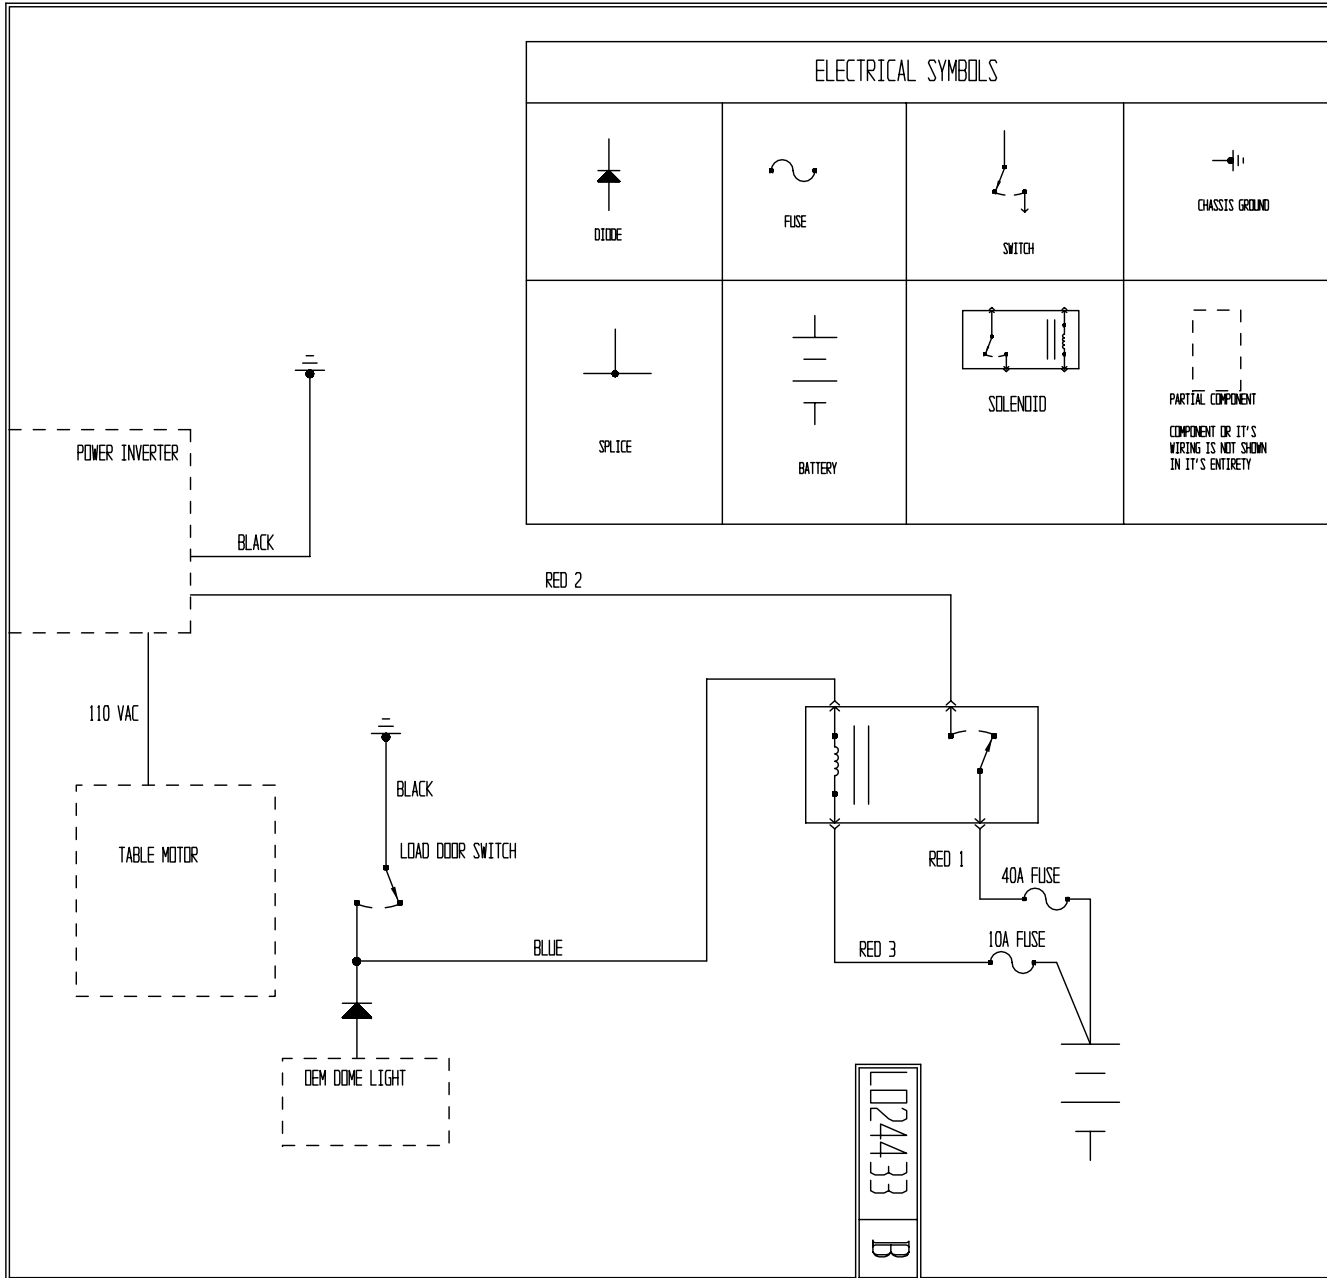 ELECTRICAL SYMBOLS
DIODE
FUSE
SWITCH
CHASSIS GROUND
SPLICE
BATTERY
SOLENOID
PARTIAL COMPONENT
COMPONENT OR IT'S
WIRING IS NOT SHOWN
IN IT'S ENTIRETY
POWER INVERTER
BLACK
RED 2
110 VAC
TABLE MOTOR
BLACK
LOAD DOOR SWITCH
BLUE
OEM DOME LIGHT
RED 1
40A FUSE
10A FUSE
RED 3
LO24433
B